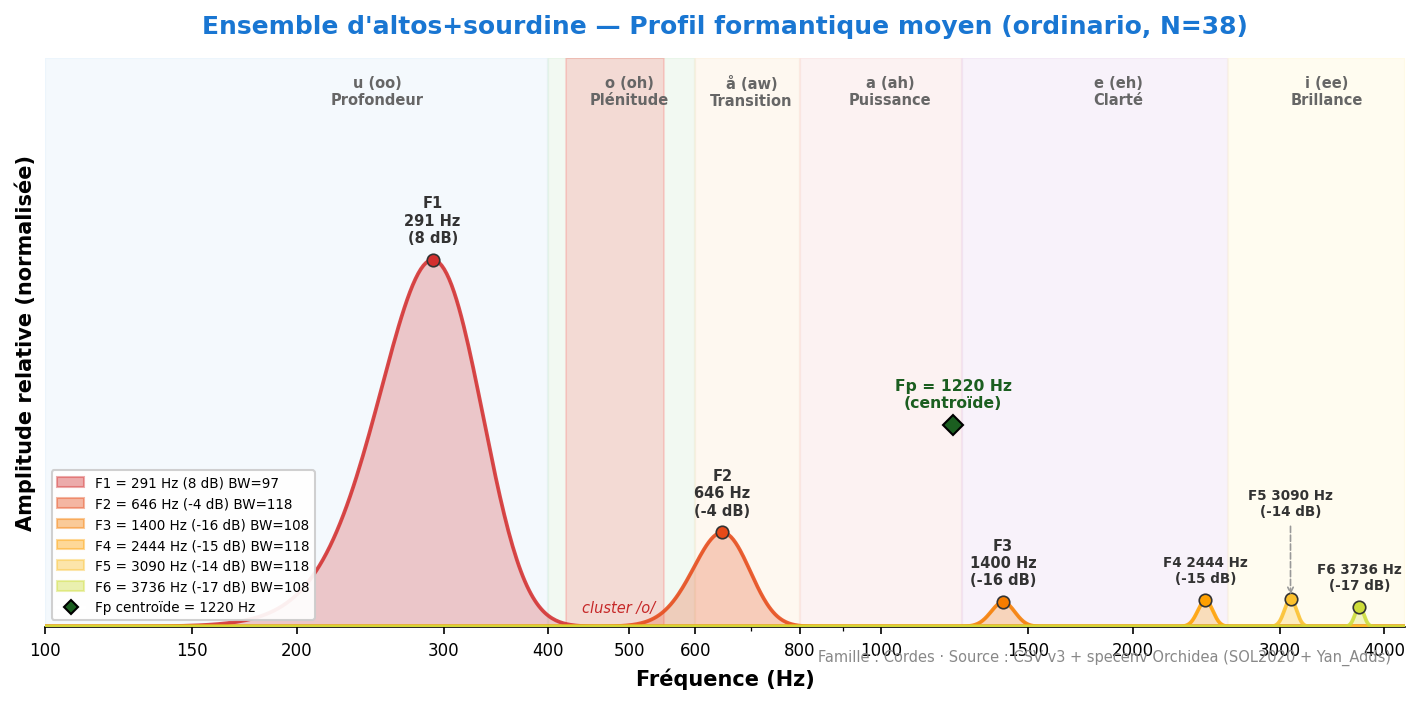 Ensemble d'altos+sourdine — Profil formantique moyen (ordinario, N=38)
u (oo)
Profondeur
o (oh)
Plénitude
å (aw)
Transition
a (ah)
Puissance
e (eh)
Clarté
i (ee)
Brillance
F1
291 Hz
(8 dB)
Fp = 1220 Hz
(centroïde)
F2
646 Hz
(-4 dB)
F3
1400 Hz
(-16 dB)
F4 2444 Hz
(-15 dB)
F5 3090 Hz
(-14 dB)
F6 3736 Hz
(-17 dB)
cluster /o/
F1 = 291 Hz (8 dB) BW=97
F2 = 646 Hz (-4 dB) BW=118
F3 = 1400 Hz (-16 dB) BW=108
F4 = 2444 Hz (-15 dB) BW=118
F5 = 3090 Hz (-14 dB) BW=118
F6 = 3736 Hz (-17 dB) BW=108
Fp centroïde = 1220 Hz
Amplitude relative (normalisée)
100 150 200 300 400 500 600 800 1000 1500 2000 3000 4000
Famille : Cordes · Source : CSV v3 + specenv Orchidea (SOL2020 + Yan_Adds)
Fréquence (Hz)